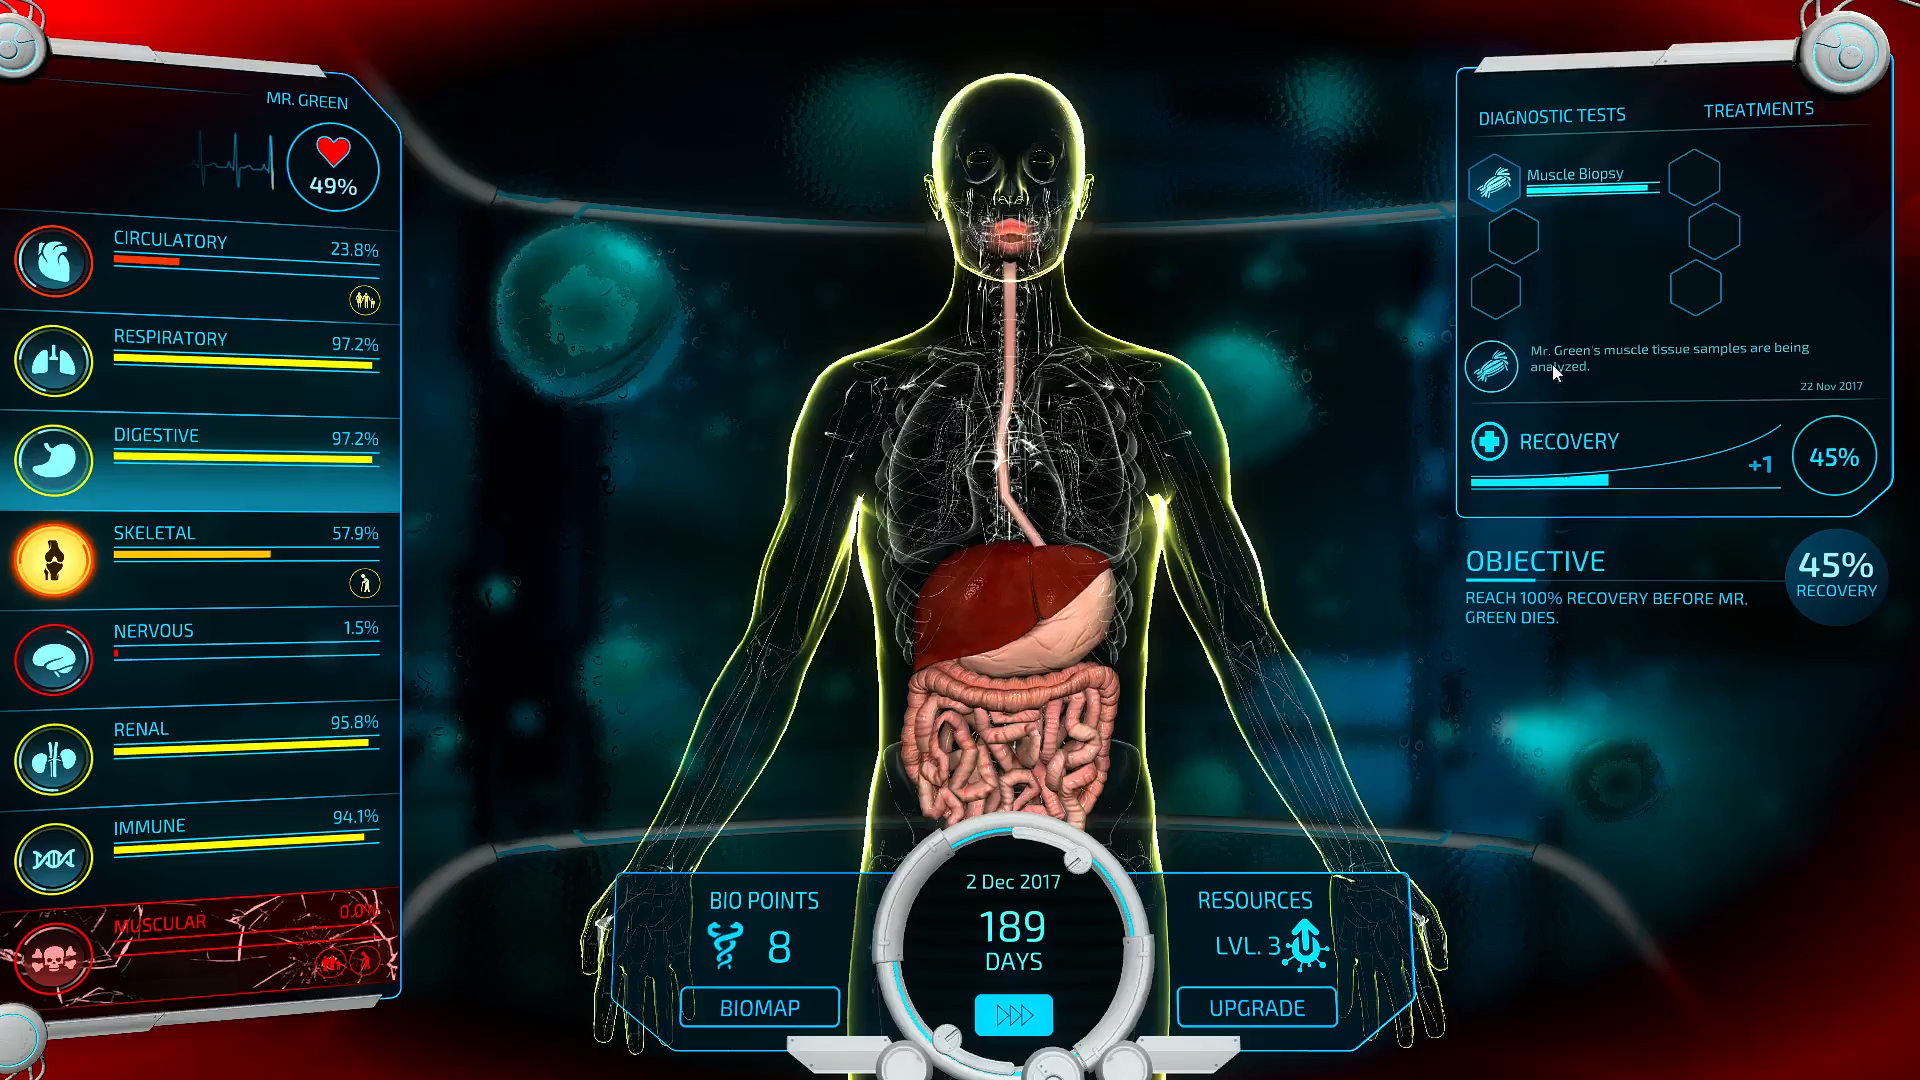 MR. GREEN
49%
CIRCULATORY 23.8%
RESPIRATORY 97.2%
DIGESTIVE 97.2%
SKELETAL 57.9%
NERVOUS 1.5%
RENAL 95.8%
IMMUNE 94.1%
MUSCULAR 0.0%
DIAGNOSTIC TESTS TREATMENTS
Muscle Biopsy
Mr. Green's muscle tissue samples are being
analyzed.
22 Nov 2017
RECOVERY +1 45%
OBJECTIVE
REACH 100% RECOVERY BEFORE MR.
GREEN DIES.
45%
RECOVERY
BIO POINTS
8
BIOMAP
2 Dec 2017
189
DAYS
RESOURCES
LVL. 3
UPGRADE